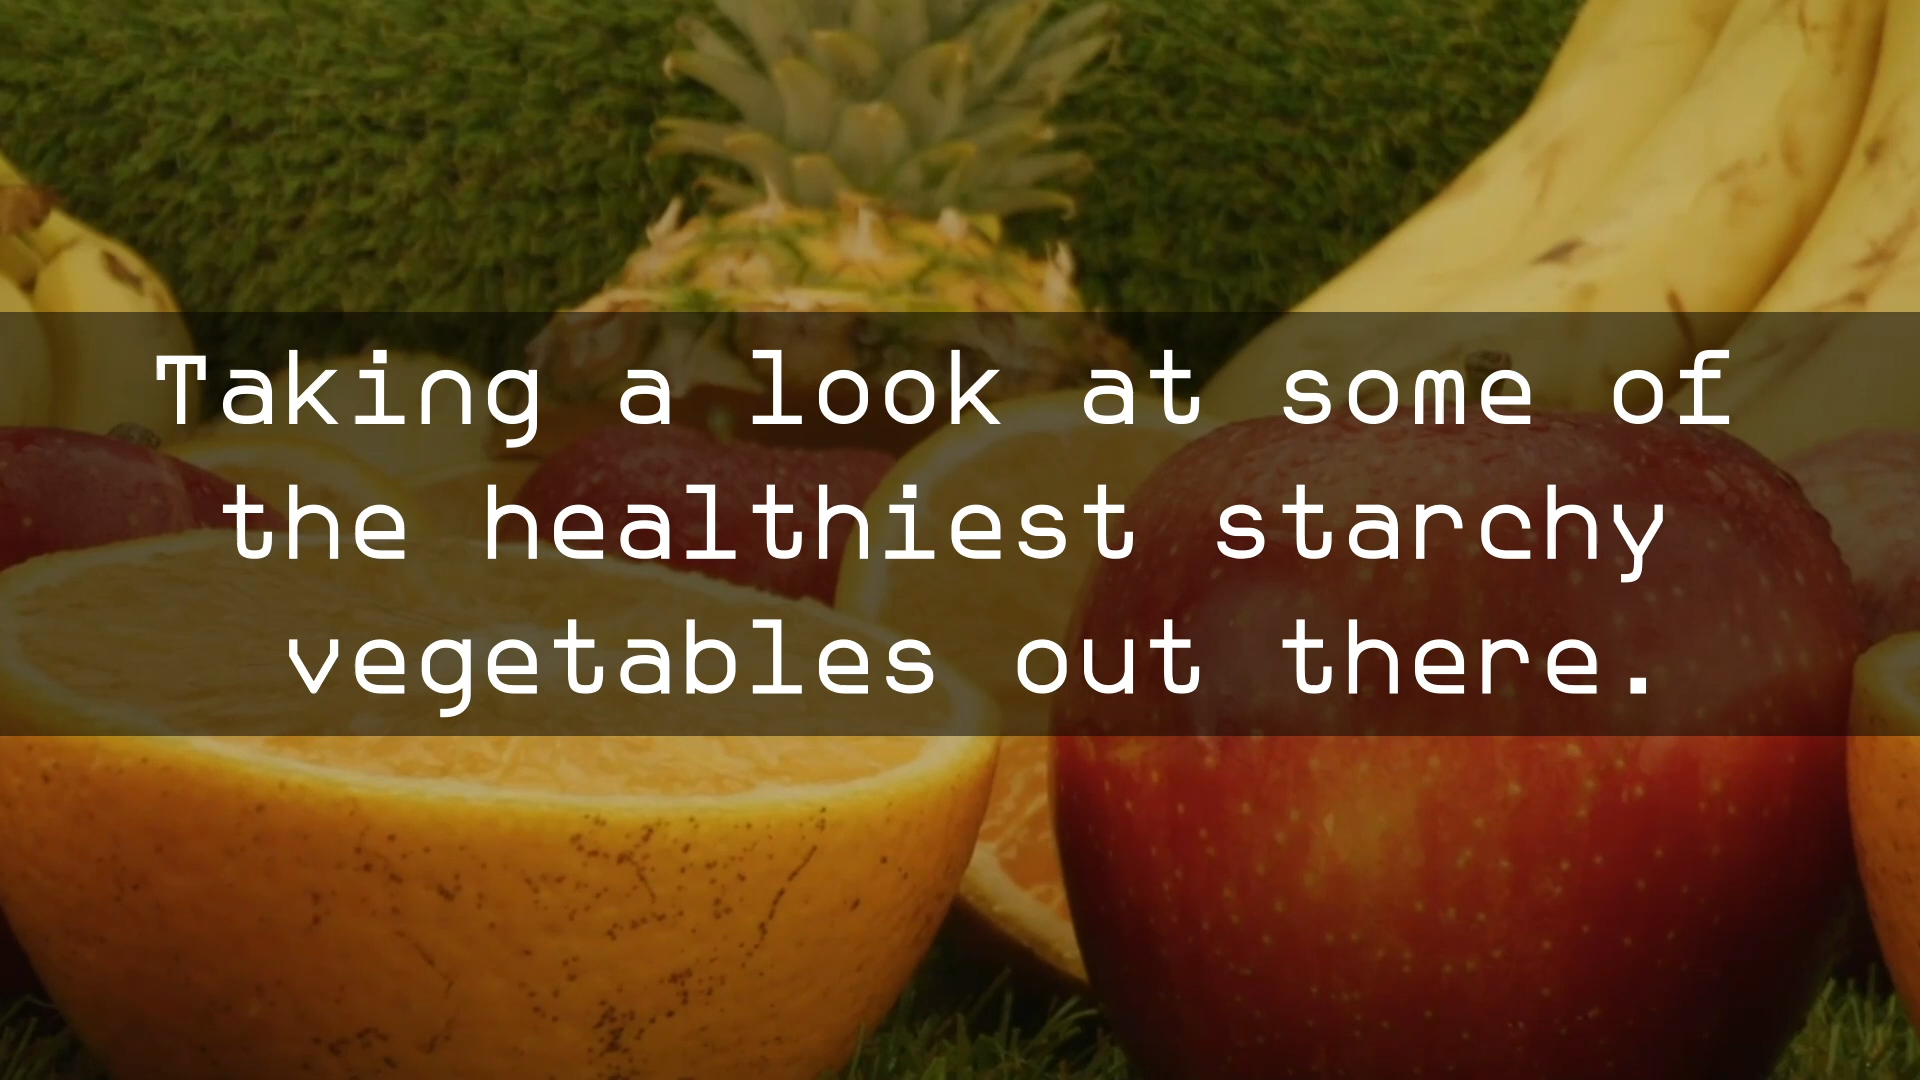 Taking a look at some of
the healthiest starchy
vegetables out there.